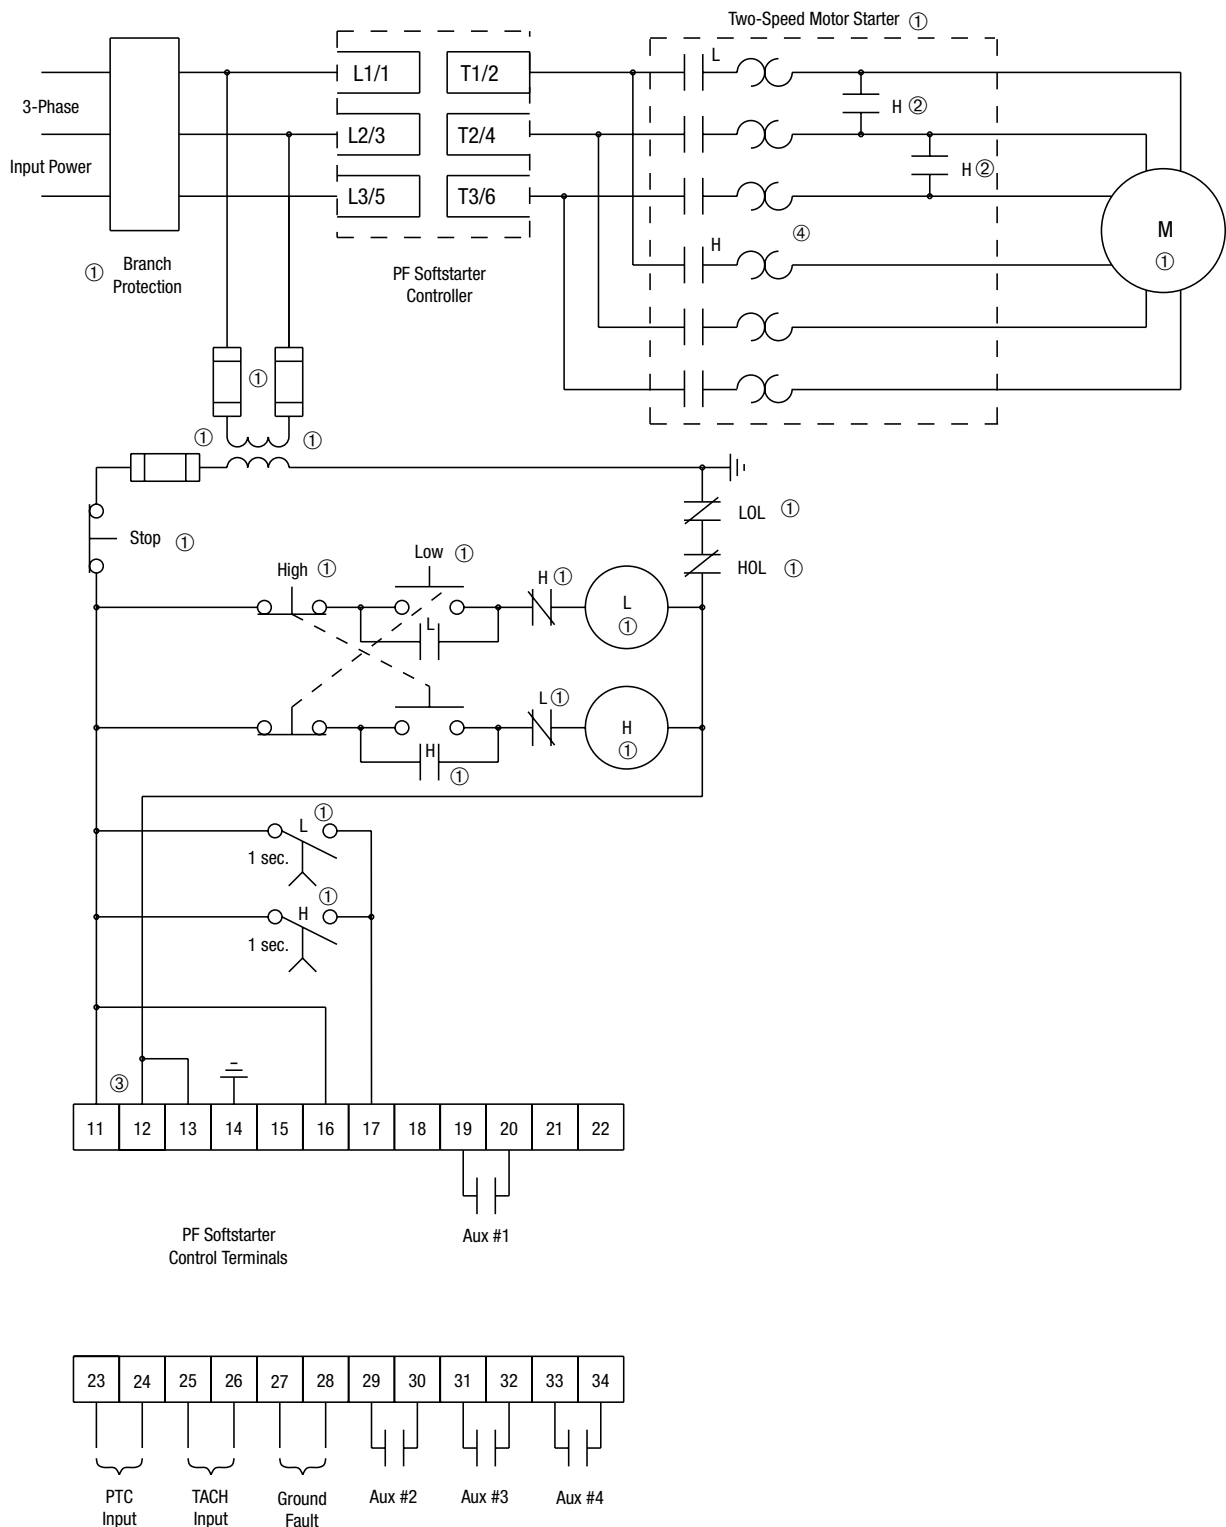 Two-Speed Motor Starter ①
3-Phase
Input Power
L1/1
T1/2
L2/3
T2/4
L3/5
T3/6
L
H ②
H ②
④
H
M
①
① Branch
Protection
PF Softstarter
Controller
①
① ①
Stop ①
LOL ①
HOL ①
High ①
Low ①
L
H ①
L
①
L ①
H
①
H
①
L ①
1 sec.
H ①
1 sec.
③
11 12 13 14 15 16 17 18 19 20 21 22
Aux #1
PF Softstarter
Control Terminals
23 24 25 26 27 28 29 30 31 32 33 34
PTC
Input
TACH
Input
Ground
Fault
Aux #2
Aux #3
Aux #4